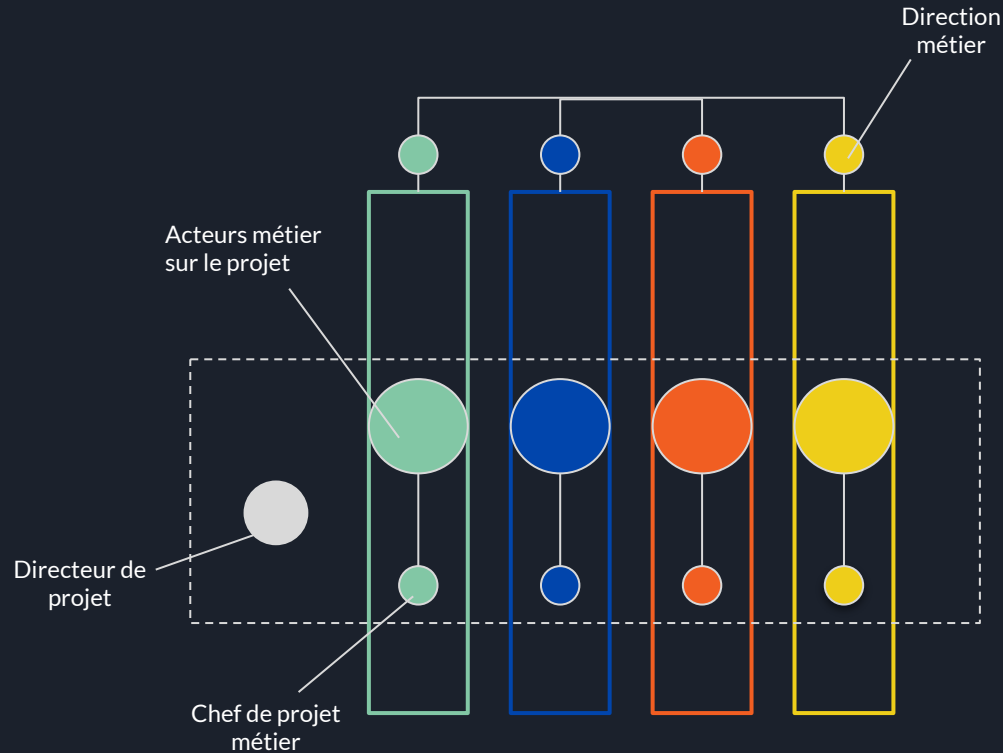 Direction
métier
Acteurs métier
sur le projet
Directeur de
projet
Chef de projet
métier